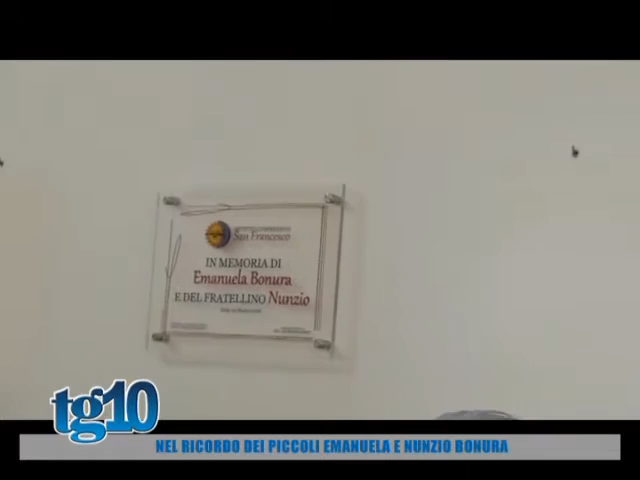 San Francesco
IN MEMORIA DI
Emanuela Bonura
E DEL FRATELLINO Nunzio
tg10
NEL RICORDO DEI PICCOLI EMANUELA E NUNZIO BONURA